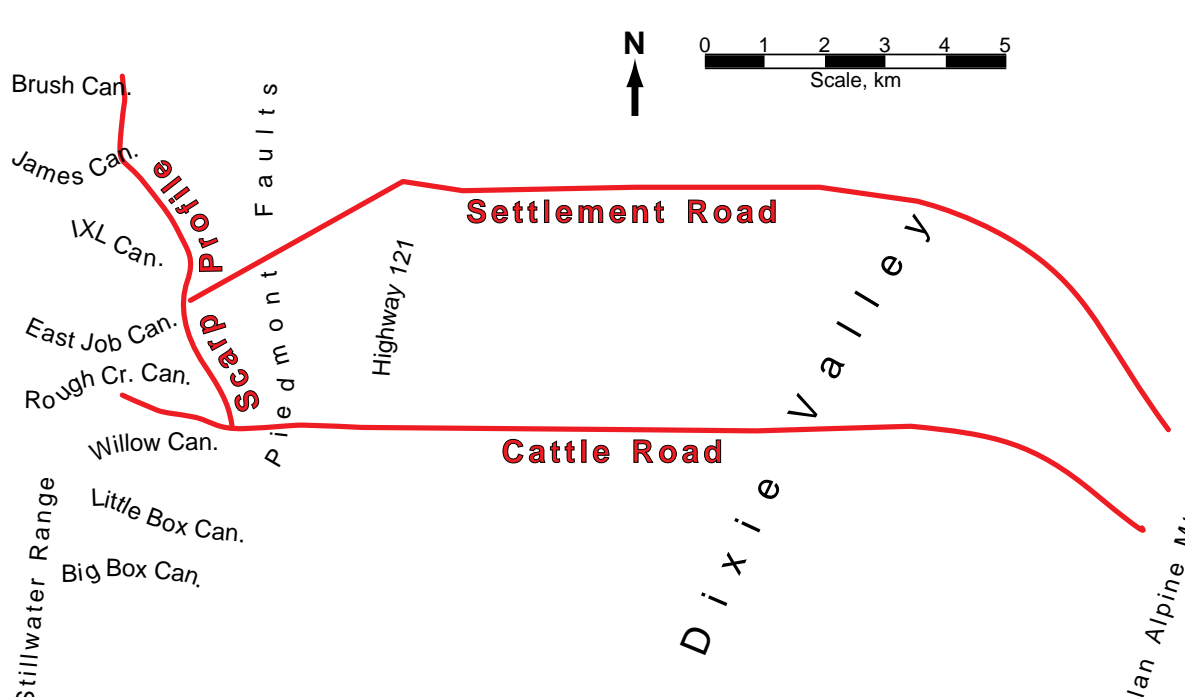 N
0 1 2 3 4 5
Scale, km
Brush Can.
James Can.
IXL Can.
East Job Can.
Rough Cr. Can.
Willow Can.
Little Box Can.
Big Box Can.
Stillwater Range
Scarp Profile
Piedmont Faults
Highway 121
Settlement Road
Cattle Road
Dixie Valley
Alpine